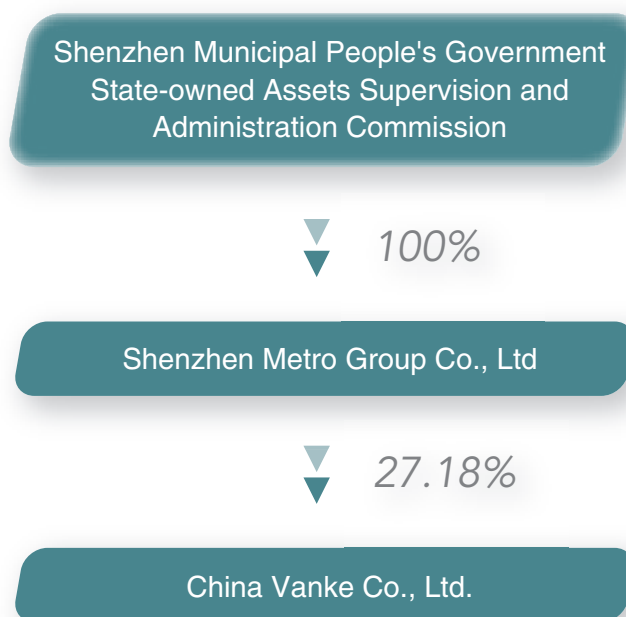 Shenzhen Municipal People's Government
State-owned Assets Supervision and
Administration Commission
100%
Shenzhen Metro Group Co., Ltd
27.18%
China Vanke Co., Ltd.